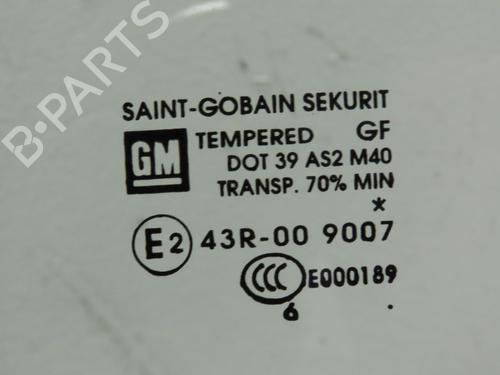 B-PARTS
SAINT-GOBAIN SEKURIT
GM TEMPERED GF
DOT 39 AS2 M40
TRANSP. 70% MIN
*
E2 43R-00 9007
CCC E000189
6